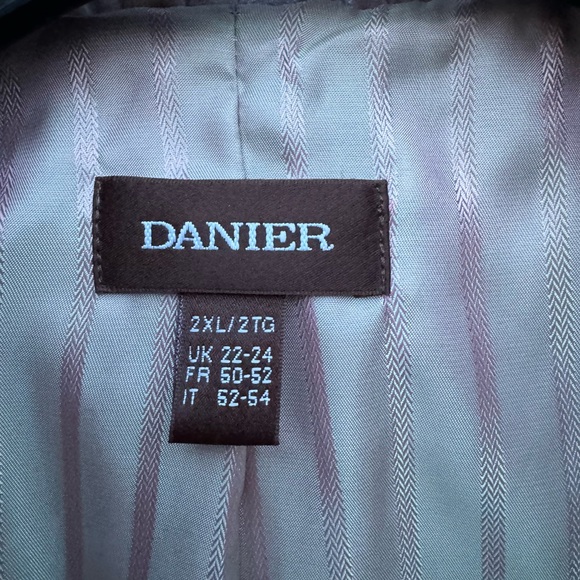 DANIER
2XL/2TG
UK 22-24
FR 50-52
IT 52-54